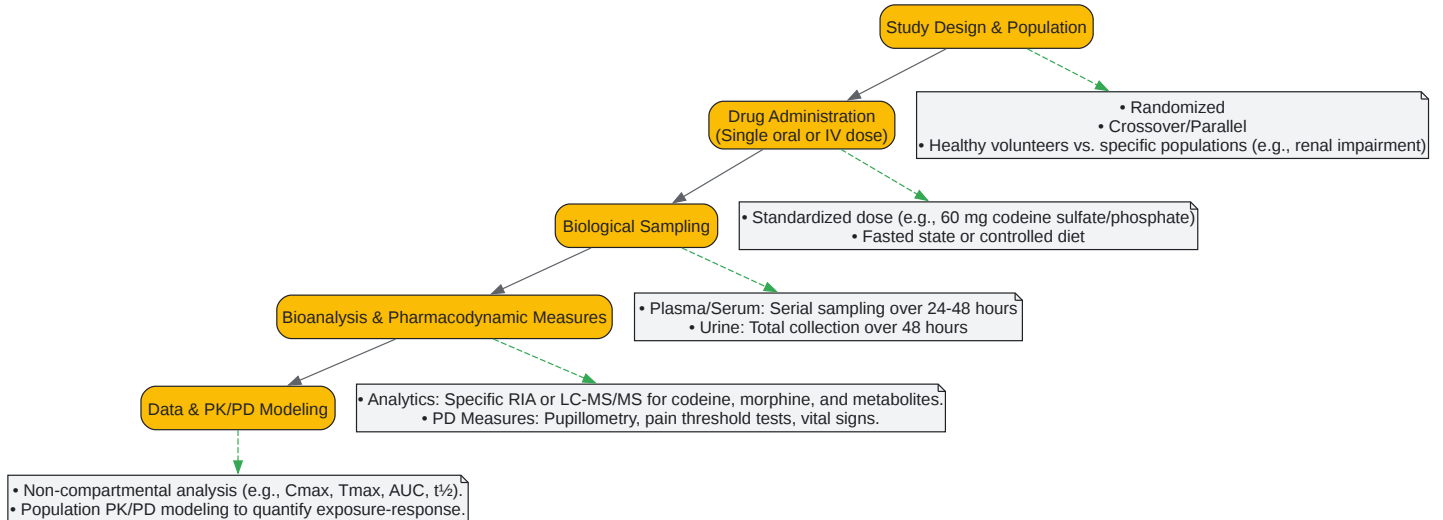 Study Design & Population
• Randomized
• Crossover/Parallel
• Healthy volunteers vs. specific populations (e.g., renal impairment)
Drug Administration
(Single oral or IV dose)
• Standardized dose (e.g., 60 mg codeine sulfate/phosphate)
• Fasted state or controlled diet
Biological Sampling
• Plasma/Serum: Serial sampling over 24-48 hours
• Urine: Total collection over 48 hours
Bioanalysis & Pharmacodynamic Measures
• Analytics: Specific RIA or LC-MS/MS for codeine, morphine, and metabolites.
• PD Measures: Pupillometry, pain threshold tests, vital signs.
Data & PK/PD Modeling
• Non-compartmental analysis (e.g., Cmax, Tmax, AUC, t½).
• Population PK/PD modeling to quantify exposure-response.